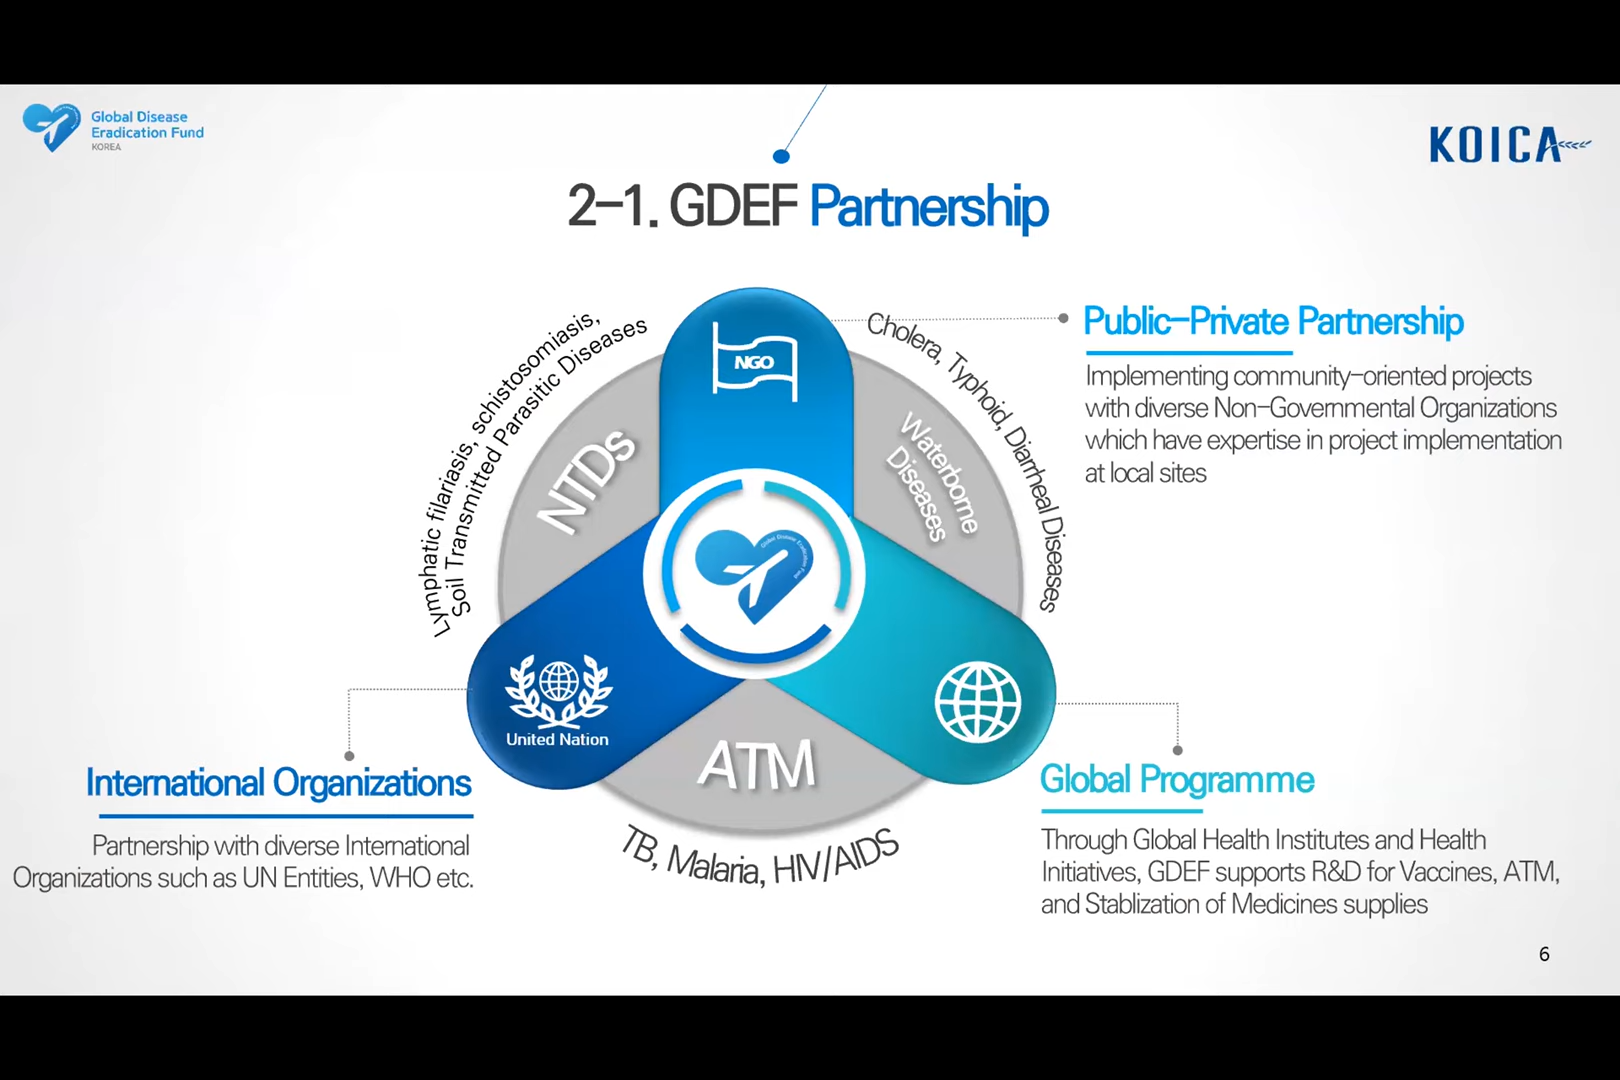 Global Disease
Eradication Fund
KOREA
KOICA
2-1. GDEF Partnership
Lymphatic filariasis, schistosomiasis,
Soil Transmitted Parasitic Diseases
NTDs
NGO
Cholera, Typhoid, Diarrheal Diseases
Waterborne
Diseases
Public-Private Partnership
Implementing community-oriented projects
with diverse Non-Governmental Organizations
which have expertise in project implementation
at local sites
Global Disease Eradication Fund
United Nation
ATM
TB, Malaria, HIV/AIDS
International Organizations
Partnership with diverse International
Organizations such as UN Entities, WHO etc.
Global Programme
Through Global Health Institutes and Health
Initiatives, GDEF supports R&D for Vaccines, ATM,
and Stablization of Medicines supplies
6